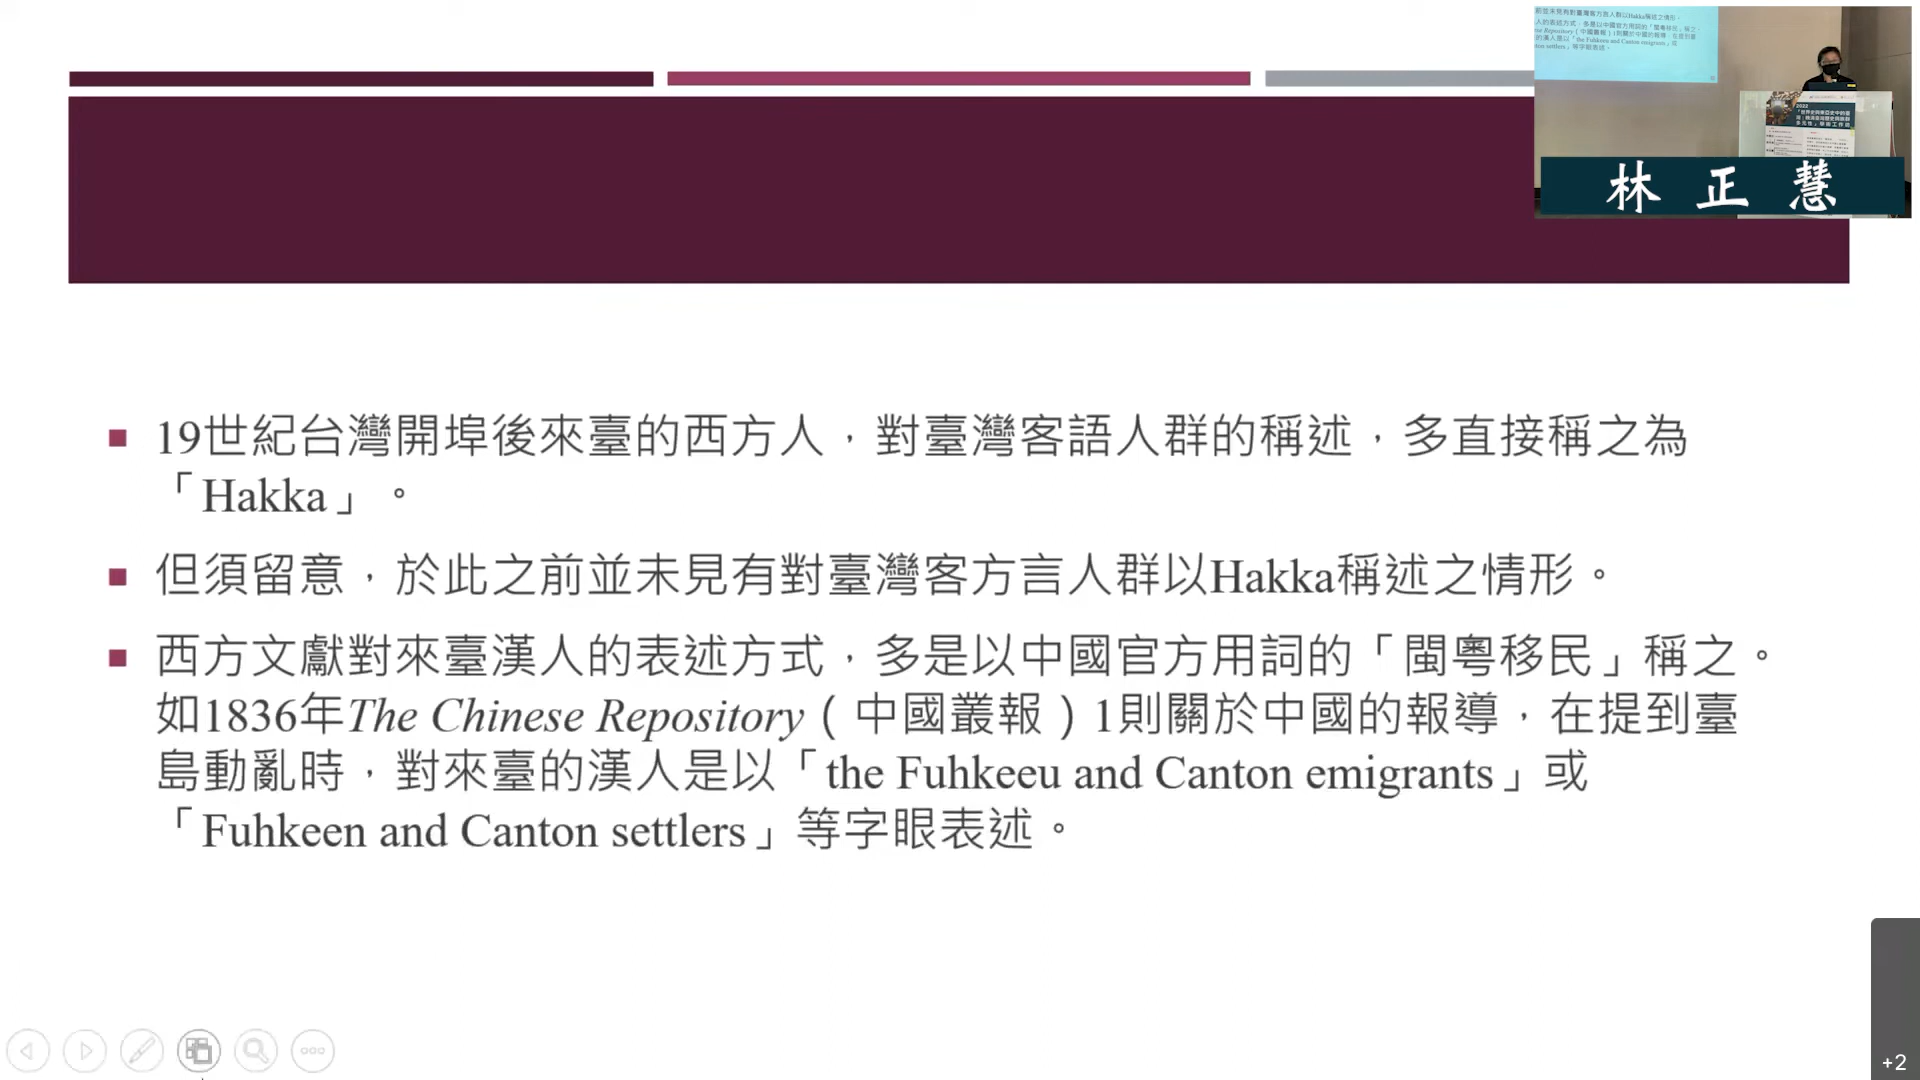 林正慧
19世紀台灣開埠後來臺的西方人，對臺灣客語人群的稱述，多直接稱之為
「Hakka」。
但須留意，於此之前並未見有對臺灣客方言人群以Hakka稱述之情形。
西方文獻對來臺漢人的表述方式，多是以中國官方用詞的「閩粵移民」稱之。
如1836年The Chinese Repository（中國叢報）1則關於中國的報導，在提到臺
島動亂時，對來臺的漢人是以「the Fuhkeeu and Canton emigrants」或
「Fuhkeen and Canton settlers」等字眼表述。
+2